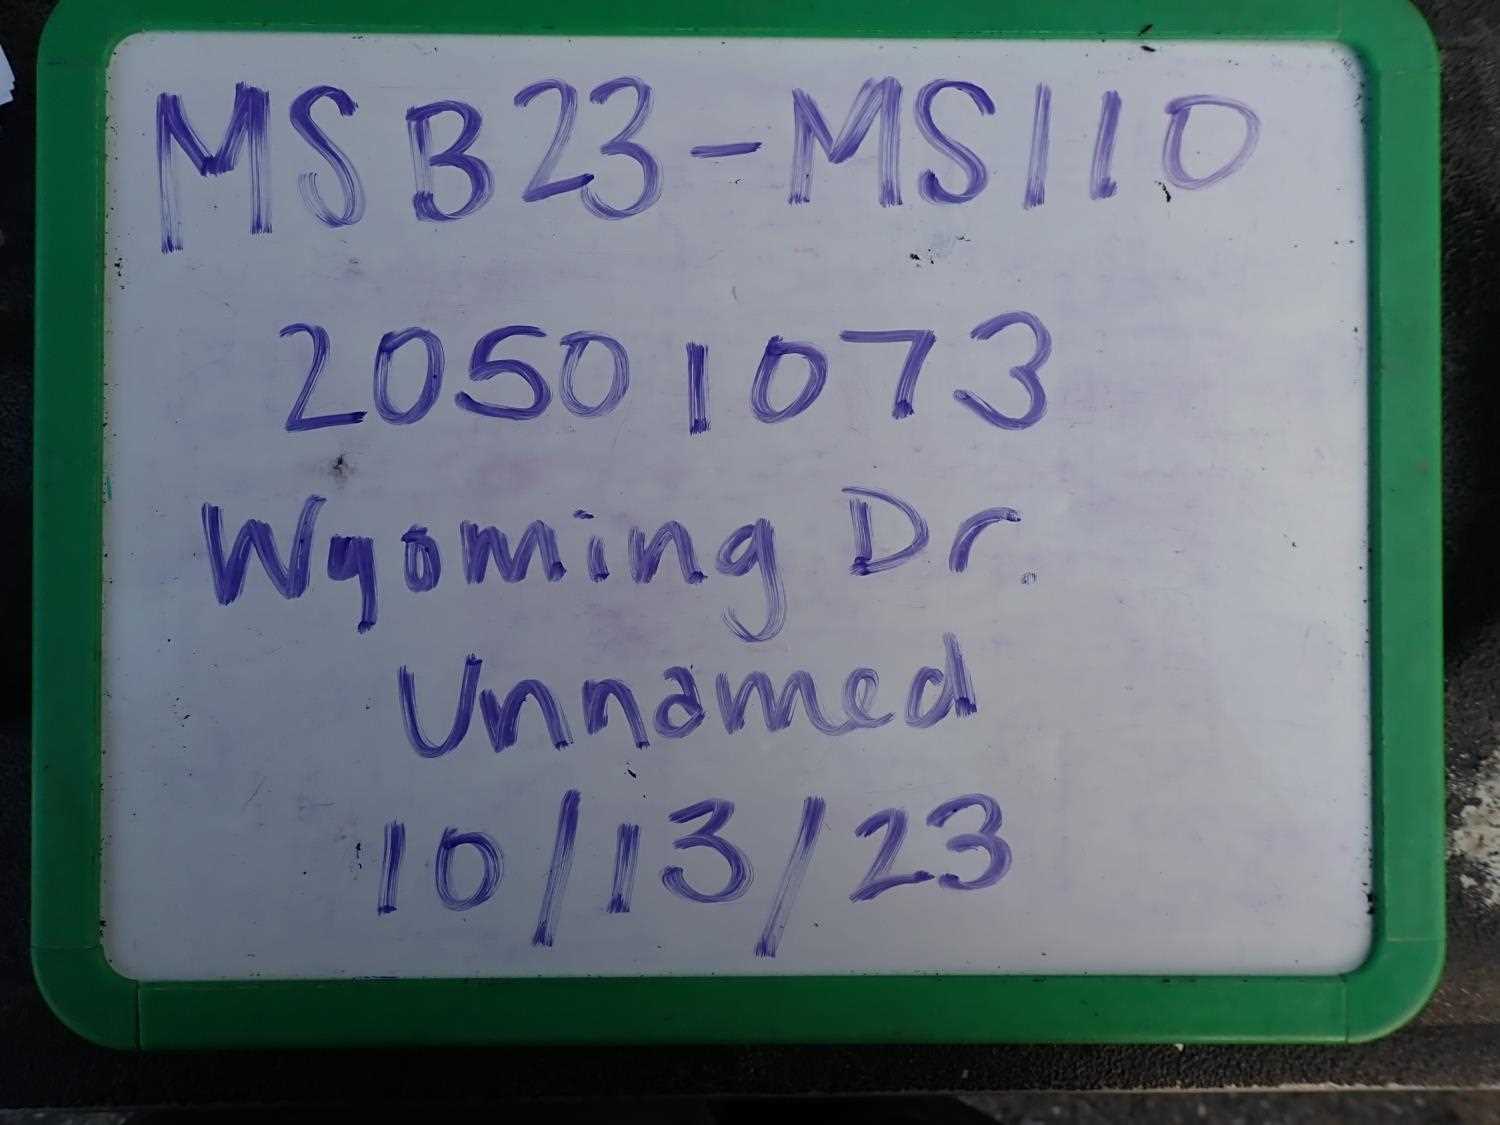 MSB23-MS110
20501073
Wyoming Dr.
Unnamed
10/13/23